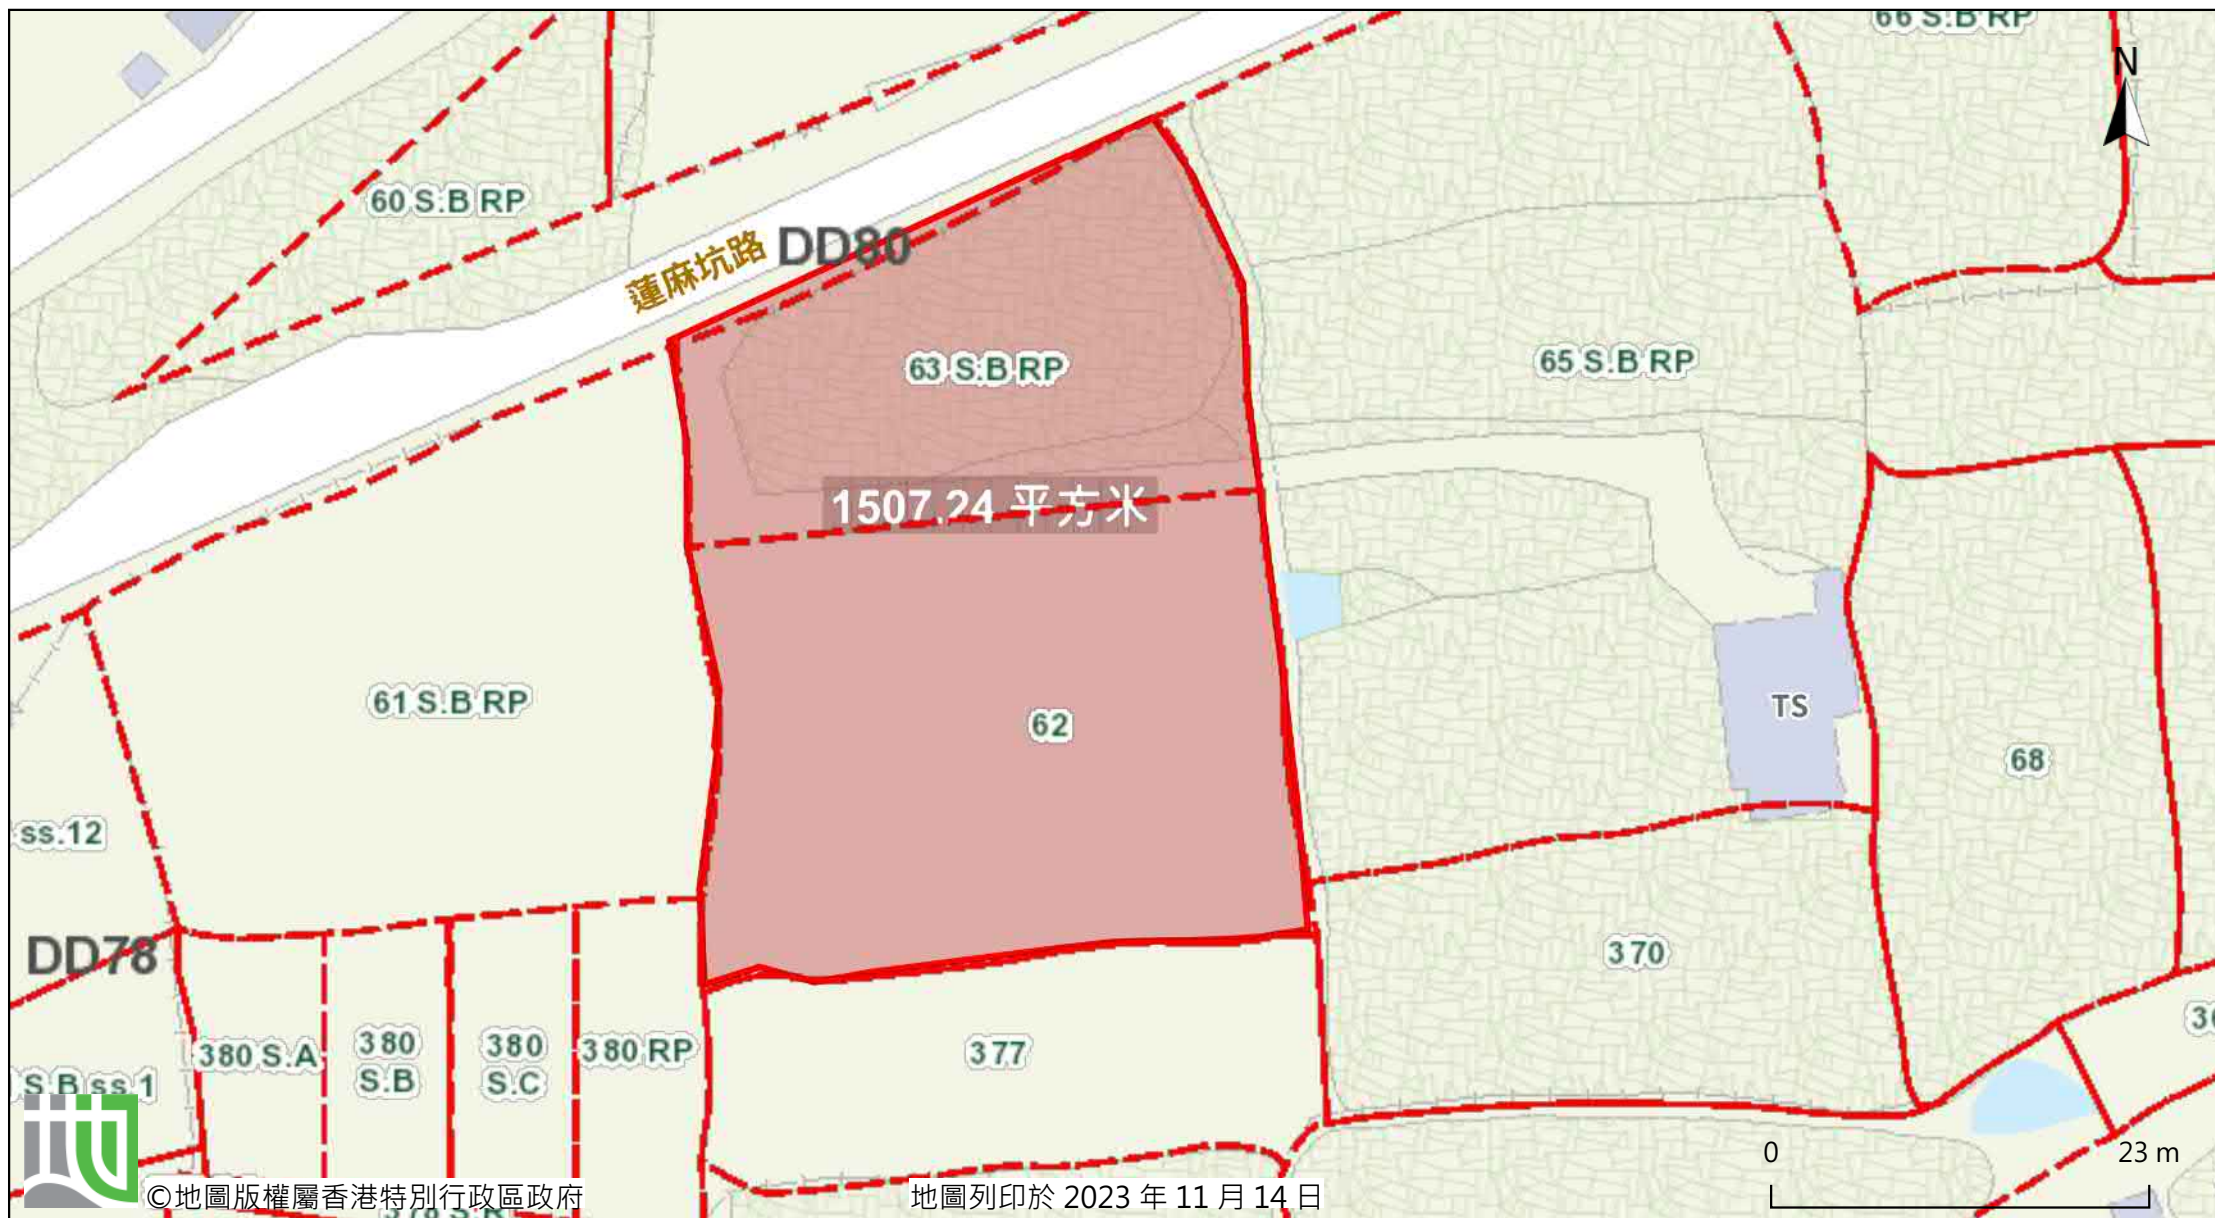 66 S.B RP
N
60 S.B RP
蓮麻坑路
DD80
63 S.B RP
65 S.B RP
1507.24 平方米
61 S.B RP
62
TS
68
ss.12
DD78
370
380 S.A
380
S.B
380
S.C
380 RP
377
S.B ss.1
0
23 m
©地圖版權屬香港特別行政區政府
地圖列印於 2023 年 11 月 14 日